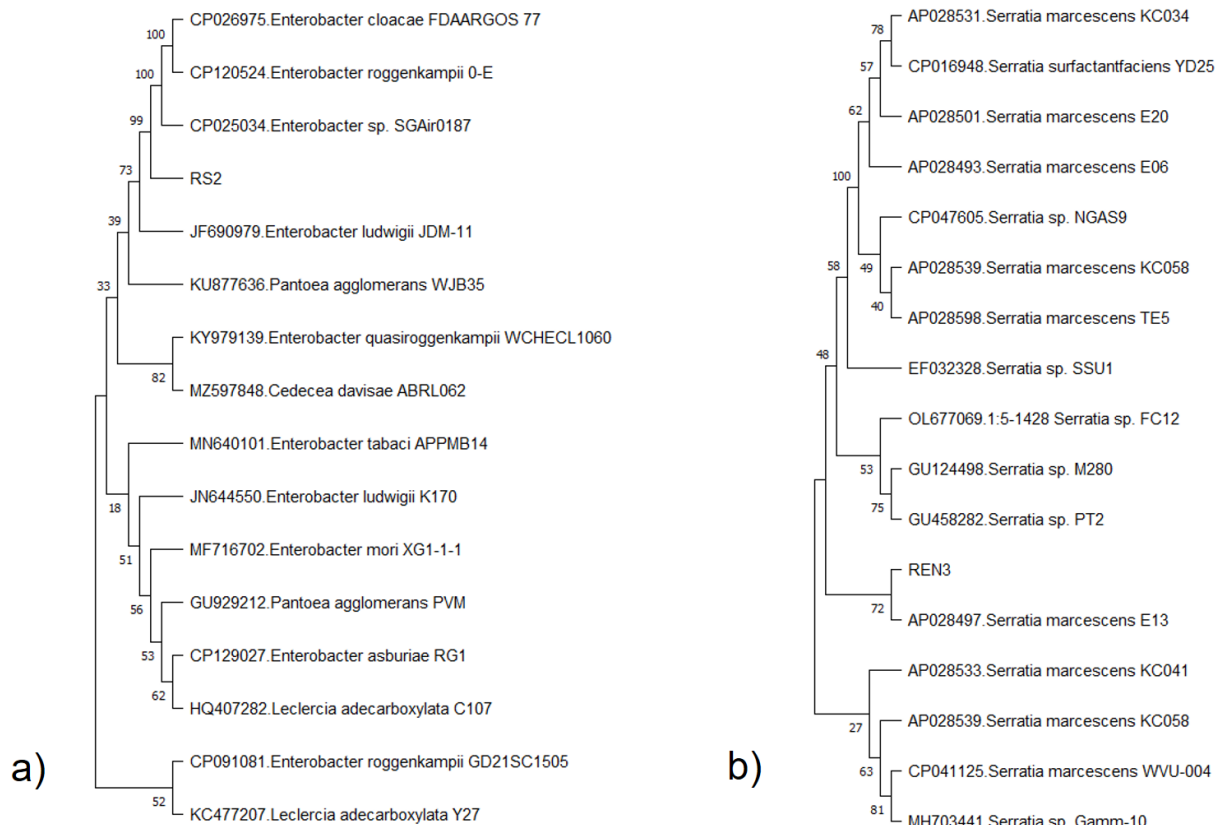 CP026975.Enterobacter cloacae FDAARGOS 77
100
CP120524.Enterobacter roggenkampii 0-E
100
CP025034.Enterobacter sp. SGAir0187
99
RS2
73
JF690979.Enterobacter ludwigii JDM-11
39
KU877636.Pantoea agglomerans WJB35
33
KY979139.Enterobacter quasiroggenkampii WCHECL1060
82
MZ597848.Cedecea davisae ABRL062
MN640101.Enterobacter tabaci APPMB14
18
JN644550.Enterobacter ludwigii K170
51
MF716702.Enterobacter mori XG1-1-1
56
GU929212.Pantoea agglomerans PVM
53
CP129027.Enterobacter asburiae RG1
62
HQ407282.Leclercia adecarboxylata C107
a)
CP091081.Enterobacter roggenkampii GD21SC1505
52
KC477207.Leclercia adecarboxylata Y27
AP028531.Serratia marcescens KC034
78
CP016948.Serratia surfactantfaciens YD25
57
AP028501.Serratia marcescens E20
62
AP028493.Serratia marcescens E06
100
CP047605.Serratia sp. NGAS9
58
49
AP028539.Serratia marcescens KC058
40
AP028598.Serratia marcescens TE5
48
EF032328.Serratia sp. SSU1
OL677069.1:5-1428 Serratia sp. FC12
53
GU124498.Serratia sp. M280
75
GU458282.Serratia sp. PT2
REN3
72
AP028497.Serratia marcescens E13
AP028533.Serratia marcescens KC041
27
AP028539.Serratia marcescens KC058
b)
63
CP041125.Serratia marcescens WVU-004
81
MH703441.Serratia sp. Gamm-10